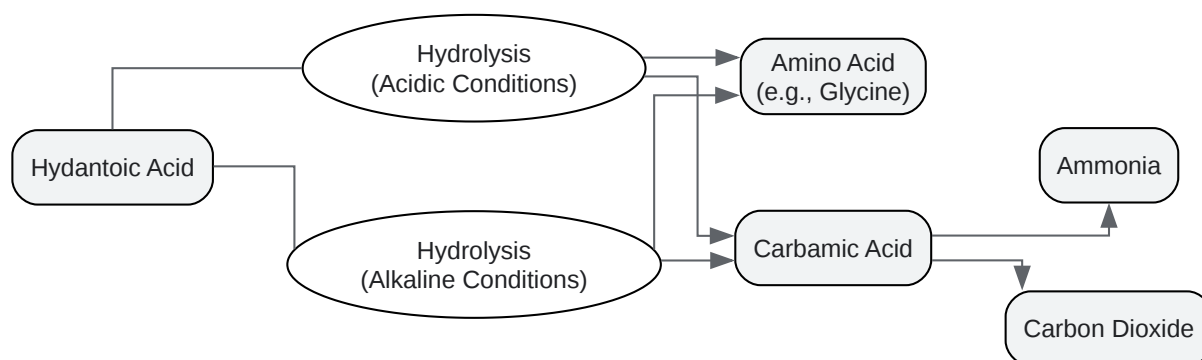 Hydrolysis
(Acidic Conditions)
Amino Acid
(e.g., Glycine)
Hydantoic Acid
Ammonia
Hydrolysis
(Alkaline Conditions)
Carbamic Acid
Carbon Dioxide